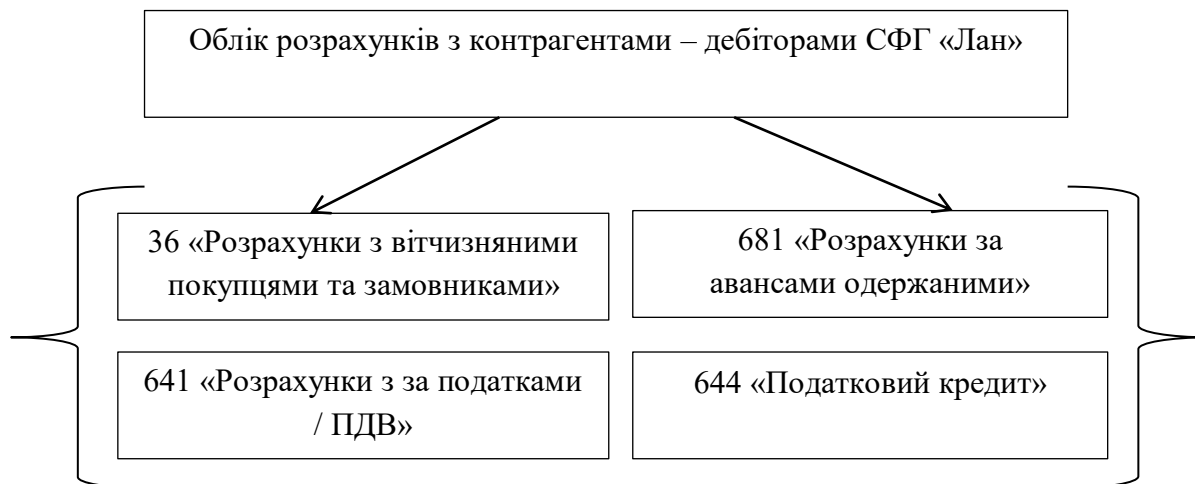 Облік розрахунків з контрагентами – дебіторами СФГ «Лан»
36 «Розрахунки з вітчизняними
покупцями та замовниками»
681 «Розрахунки за
авансами одержаними»
641 «Розрахунки з за податками
/ ПДВ»
644 «Податковий кредит»